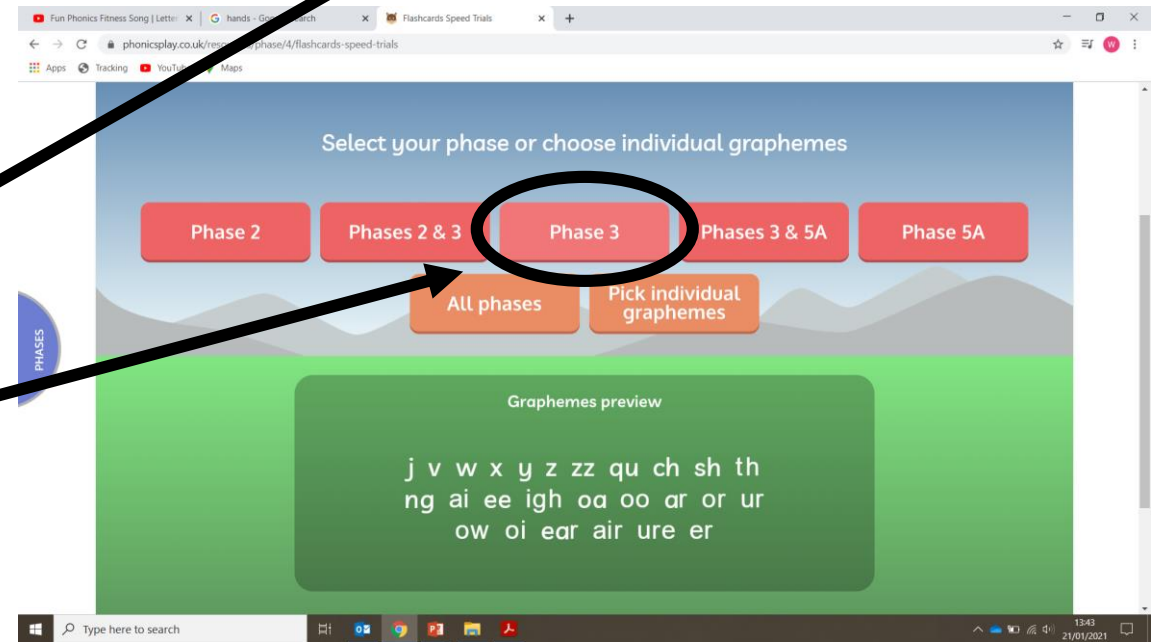 Fun Phonics Fitness Song | Letter
hands - Google Search
Flashcards Speed Trials
phonicsplay.co.uk/ /phase/4/flashcards-speed-trials
Apps Tracking Maps
Select your phase or choose individual graphemes
Phase 2 Phases 2 & 3 Phase 3 Phases 3 & 5A Phase 5A
All phases
Pick individual
graphemes
PHASES
Graphemes preview
j v w x y z zz qu ch sh th
ng ai ee igh oa oo ar or ur
ow oi ear air ure er
Type here to search
13:43
21/01/2021
W